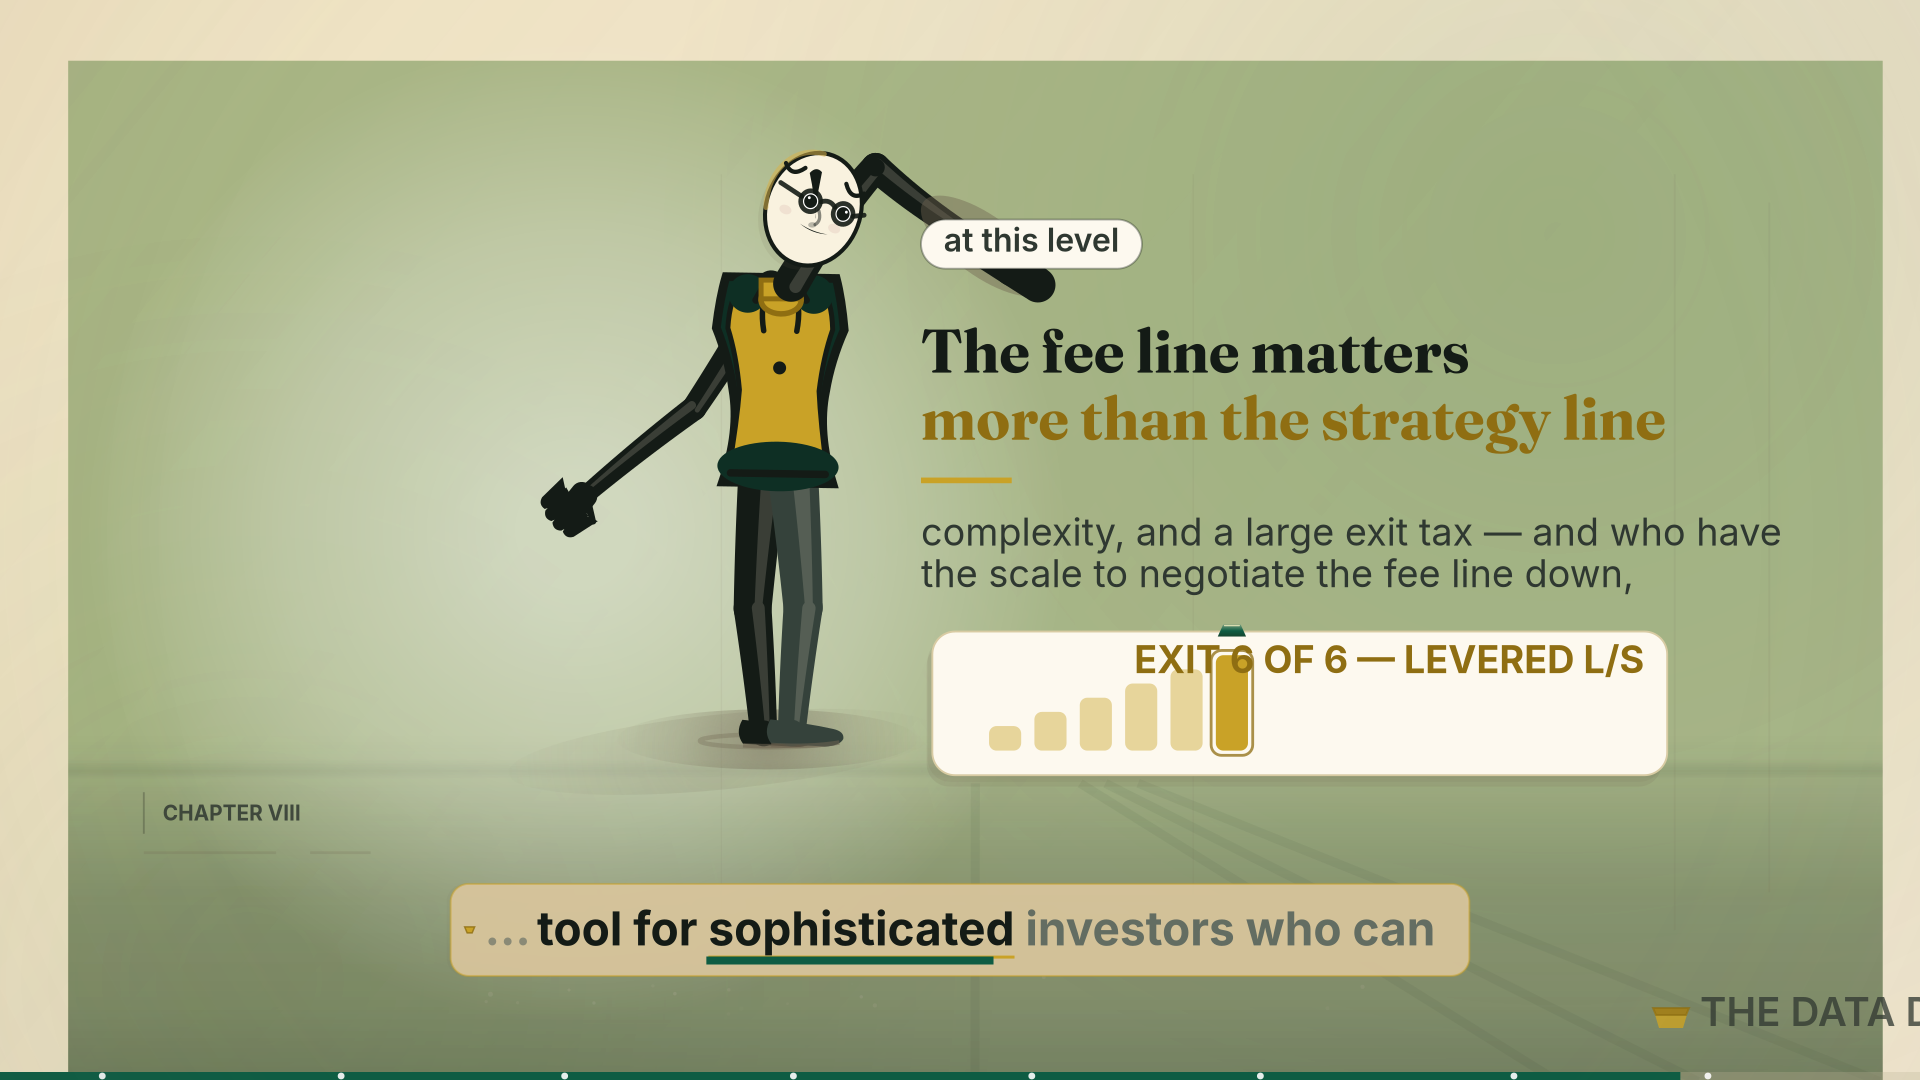 at this level
The fee line matters
more than the strategy line
complexity, and a large exit tax — and who have
the scale to negotiate the fee line down,
EXIT 6 OF 6 — LEVERED L/S
CHAPTER VIII
... tool for sophisticated investors who can
THE DATA D